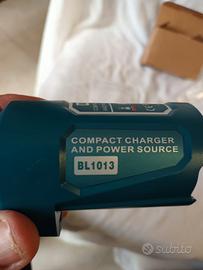 COMPACT CHARGER
AND POWER SOURCE
BL1013
Subito